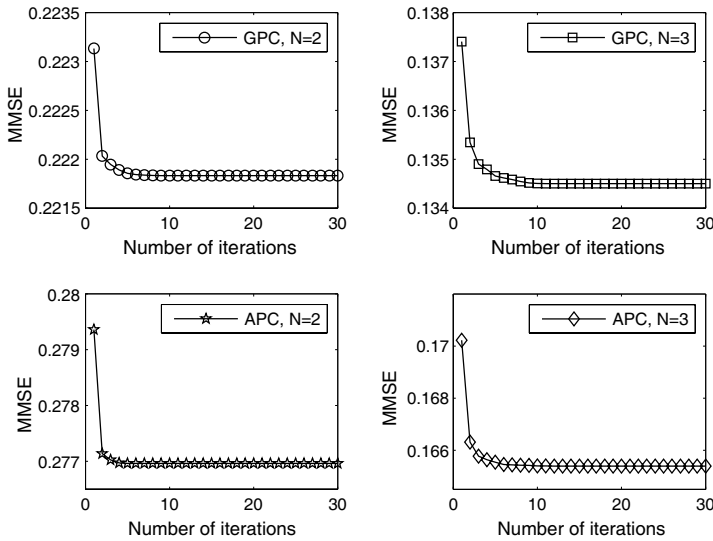 0.2235
0.223
0.2225
0.222
0.2215
MMSE
GPC, N=2
0 10 20 30
Number of iterations
0.138
0.137
0.136
0.135
0.134
MMSE
GPC, N=3
0 10 20 30
Number of iterations
0.28
0.279
0.278
0.277
MMSE
APC, N=2
0 10 20 30
Number of iterations
0.17
0.168
0.166
MMSE
APC, N=3
0 10 20 30
Number of iterations